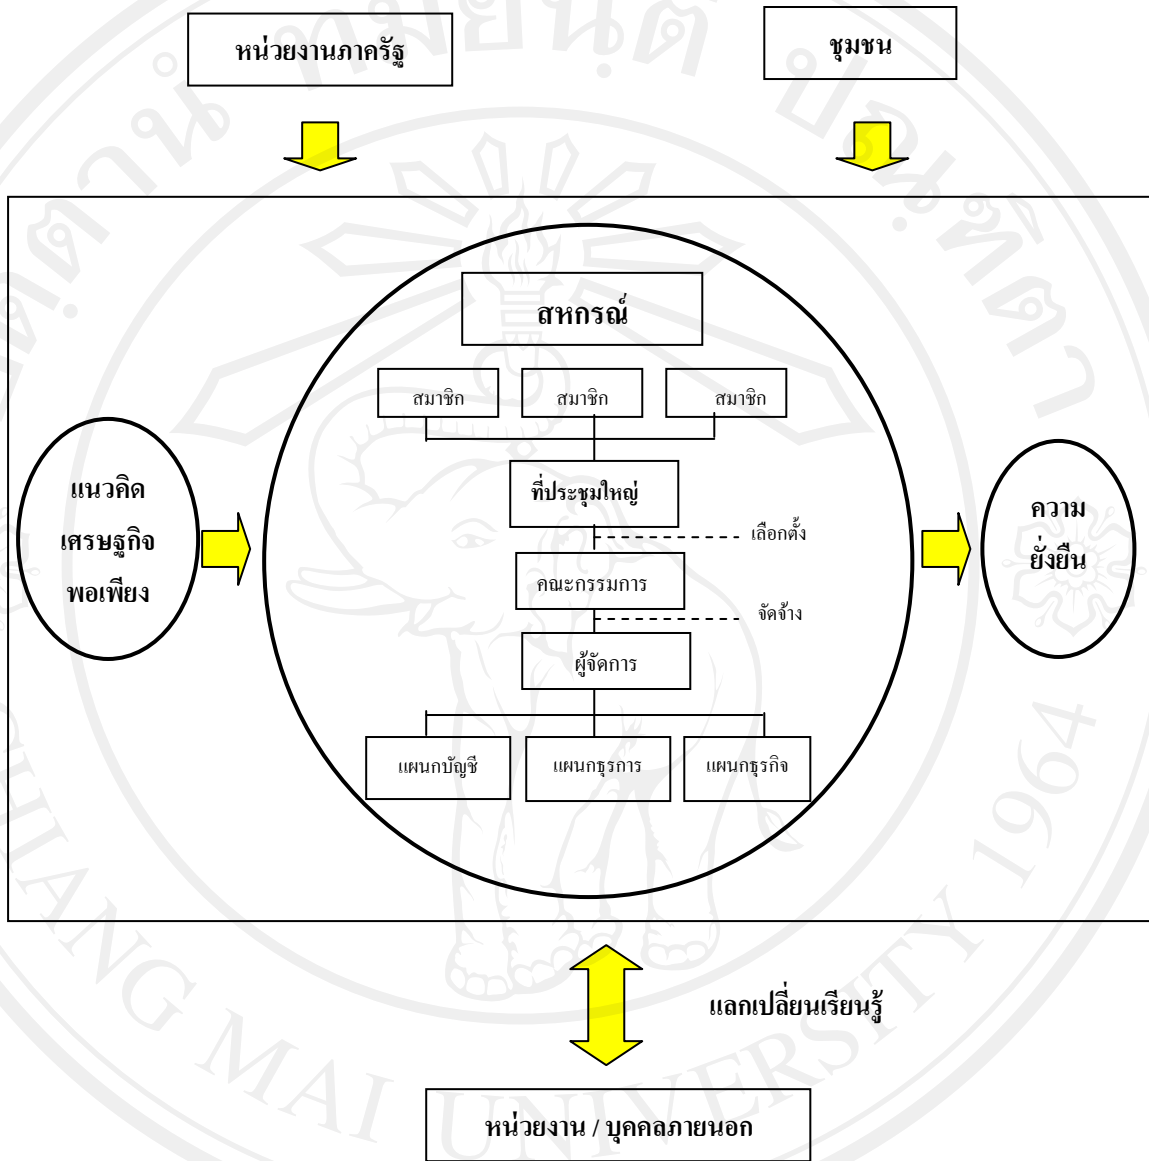 หน่วยงานภาครัฐ
ชุมชน
สหกรณ์
สมาชิก
สมาชิก
สมาชิก
แนวคิด
เศรษฐกิจ
พอเพียง
ที่ประชุมใหญ่
เลือกตั้ง
คณะกรรมการ
จัดจ้าง
ผู้จัดการ
แผนกบัญชี
แผนกธุรการ
แผนกธุรกิจ
ความ
ยั่งยืน
แลกเปลี่ยนเรียนรู้
หน่วยงาน / บุคคลภายนอก
CHIANG MAI UNIVERSITY 1964